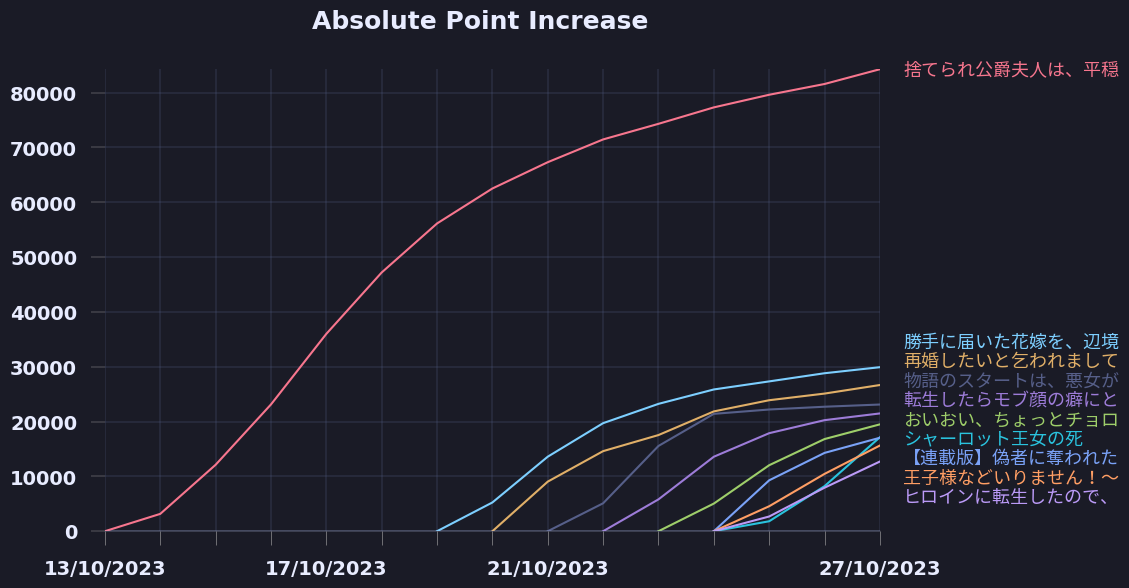 Absolute Point Increase
80000
70000
60000
50000
40000
30000
20000
10000
0
13/10/2023
17/10/2023
21/10/2023
27/10/2023
捨てられ公爵夫人は、平穏
勝手に届いた花嫁を、辺境
再婚したいと乞われまして
物語のスタートは、悪女が
転生したらモブ顔の癖にと
おいおい、ちょっとチョロ
シャーロット王女の死
【連載版】偽者に奪われた
王子様などいりません！～
ヒロインに転生したので、